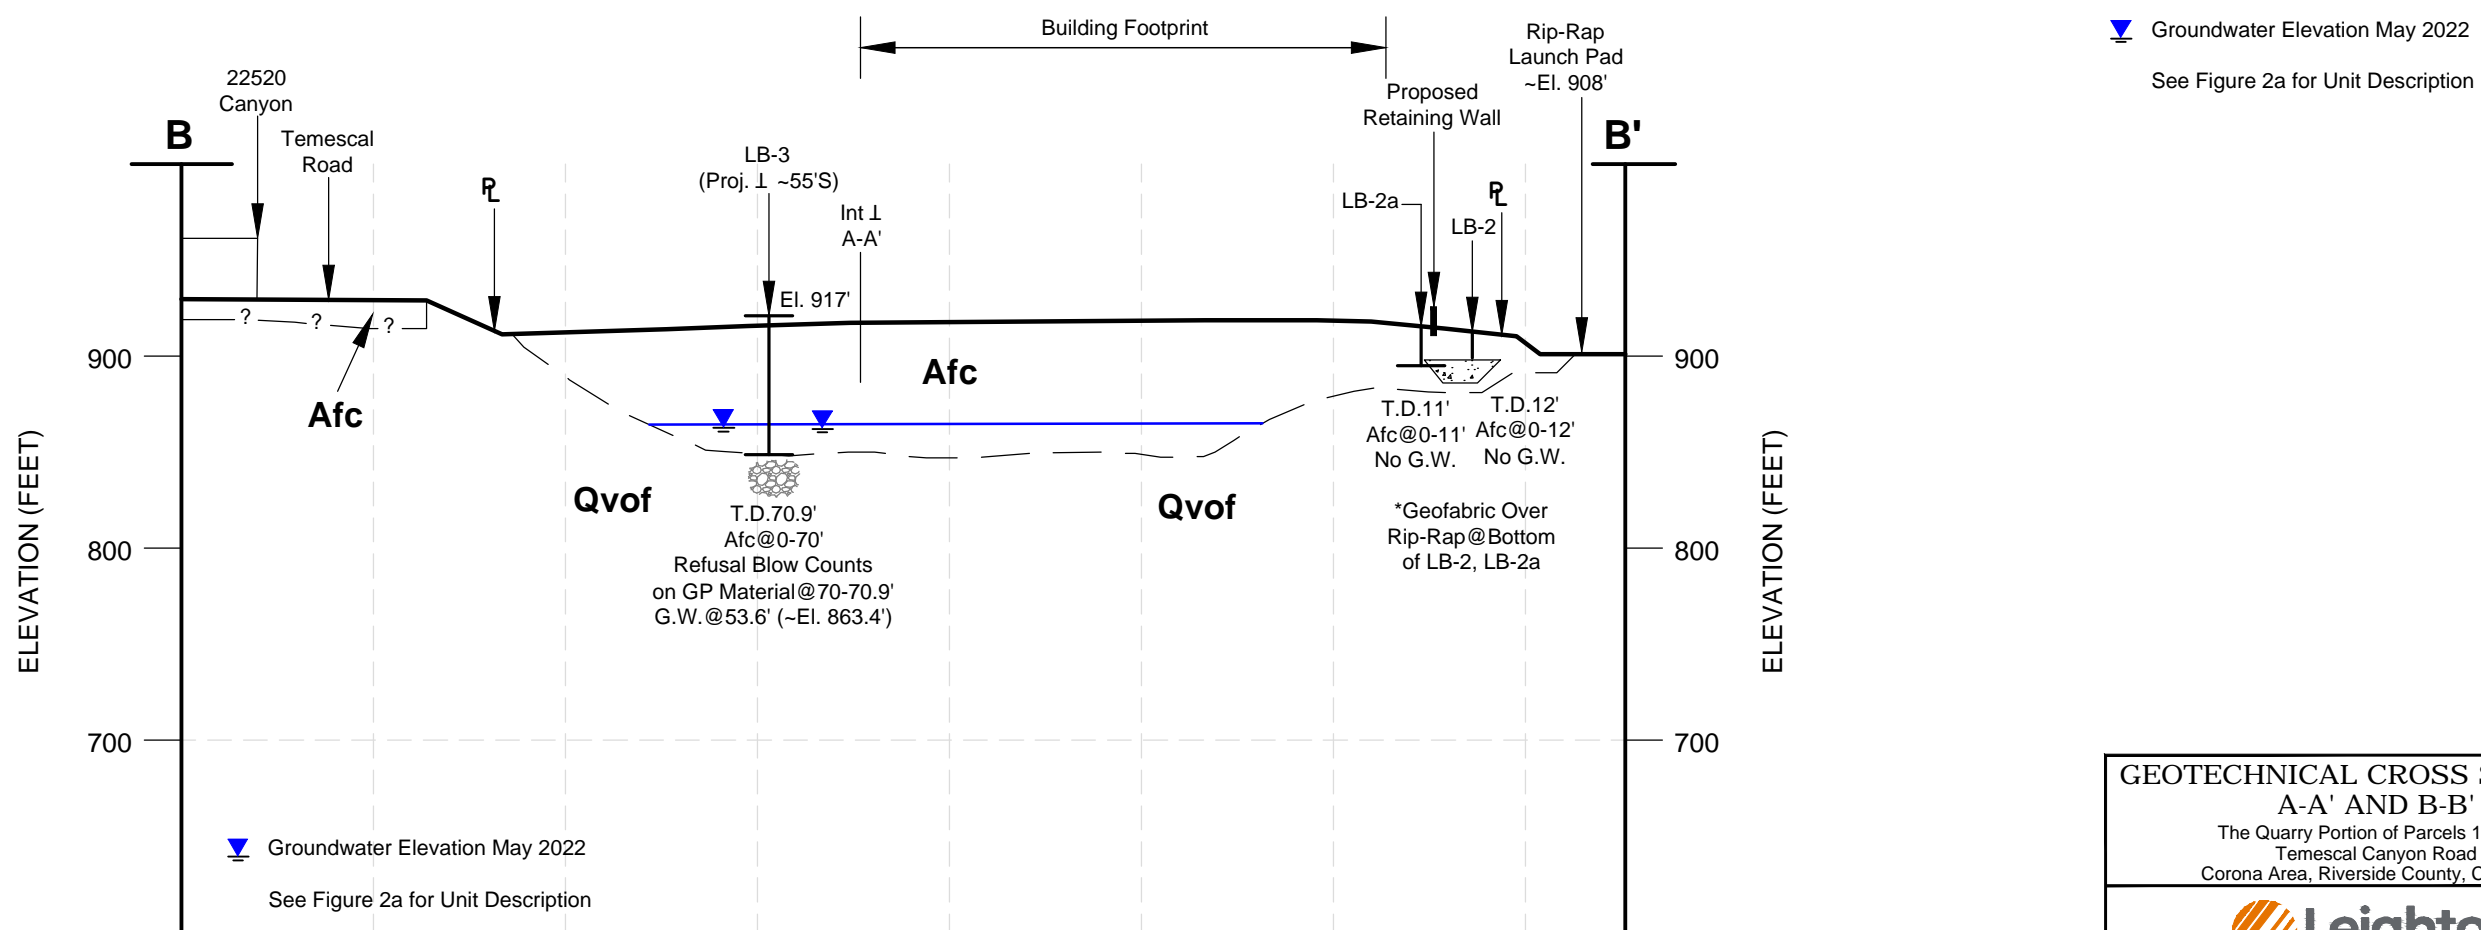 Building Footprint
Rip-Rap
Launch Pad
~El. 908'
Groundwater Elevation May 2022
See Figure 2a for Unit Description
22520
Canyon
Temescal
Road
B
B'
Proposed
Retaining Wall
LB-3
(Proj. ⊥ ~55'S)
PL
PL
Int ⊥
A-A'
LB-2a
LB-2
El. 917'
? ? ?
900
900
Afc
Afc
T.D.11'
Afc@0-11'
No G.W.
T.D.12'
Afc@0-12'
No G.W.
Qvof
Qvof
T.D.70.9'
Afc@0-70'
Refusal Blow Counts
on GP Material@70-70.9'
G.W.@53.6' (~El. 863.4')
*Geofabric Over
Rip-Rap@Bottom
of LB-2, LB-2a
ELEVATION (FEET)
ELEVATION (FEET)
800
800
700
700
Groundwater Elevation May 2022
See Figure 2a for Unit Description
GEOTECHNICAL CROSS
A-A' AND B-B'
The Quarry Portion of Parcels 1
Temescal Canyon Road
Corona Area, Riverside County,